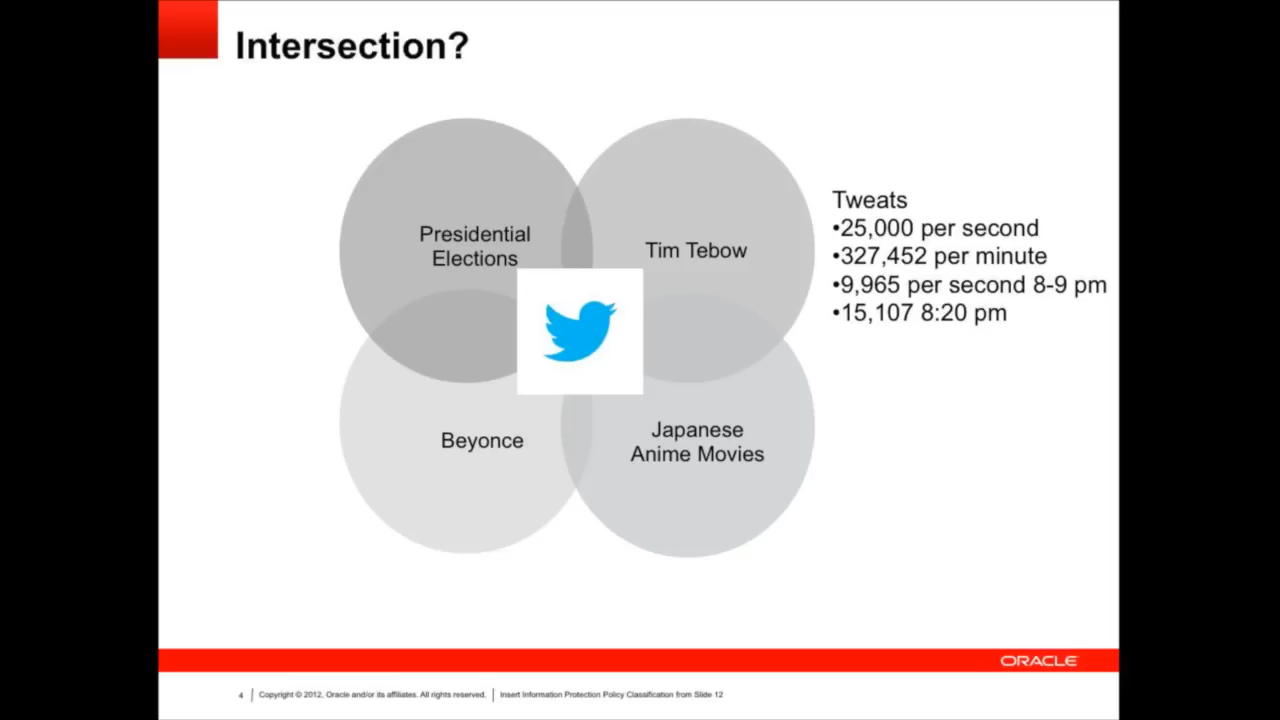 Intersection?
Presidential
Elections
Tim Tebow
Beyonce
Japanese
Anime Movies
Tweats
•25,000 per second
•327,452 per minute
•9,965 per second 8-9 pm
•15,107 8:20 pm
ORACLE
4 | Copyright © 2012, Oracle and/or its affiliates. All rights reserved. | Insert Information Protection Policy Classification from Slide 12